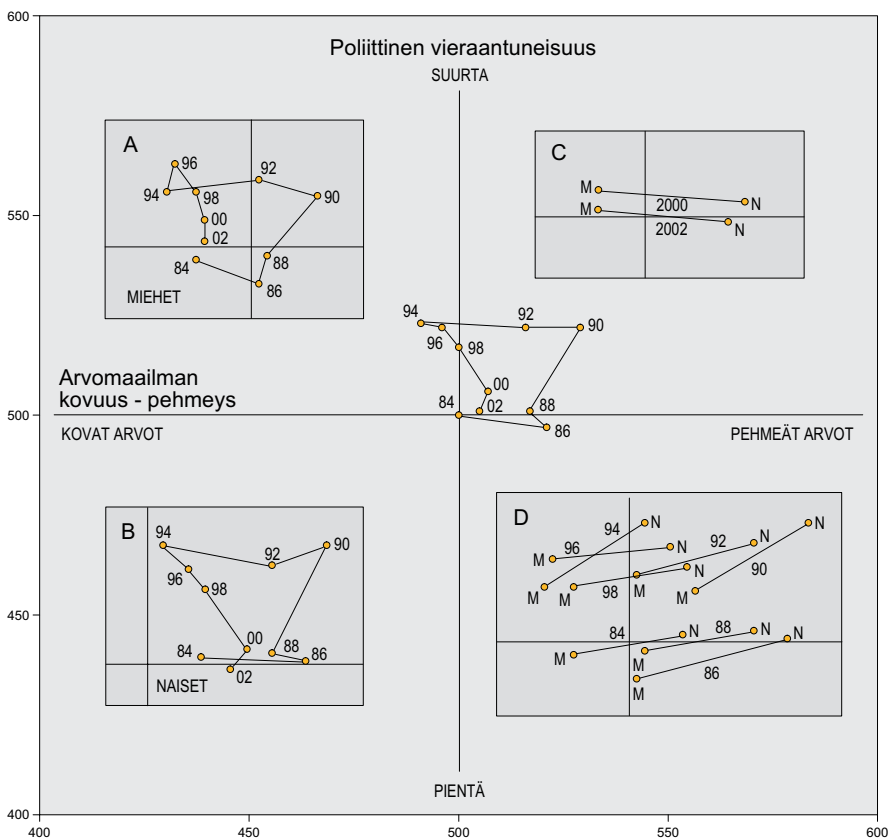 600
Poliittinen vieraantuneisuus
SUURTA
A
96
92
94
98
90
00
02
84
88
86
MIEHET
C
M
2000
N
M
2002
N
550
94
92
90
96
98
00
Arvomaailman
kovuus - pehmeys
84
02
88
500
86
KOVAT ARVOT
PEHMEÄT ARVOT
B
94
92
90
96
98
00
84
88
86
02
NAISET
D
94
N
N
96
92
N
M
N
N
90
98
M
M
M
M
84
N
88
N
N
M
M
86
M
450
PIENTÄ
400
400
450
500
550
600